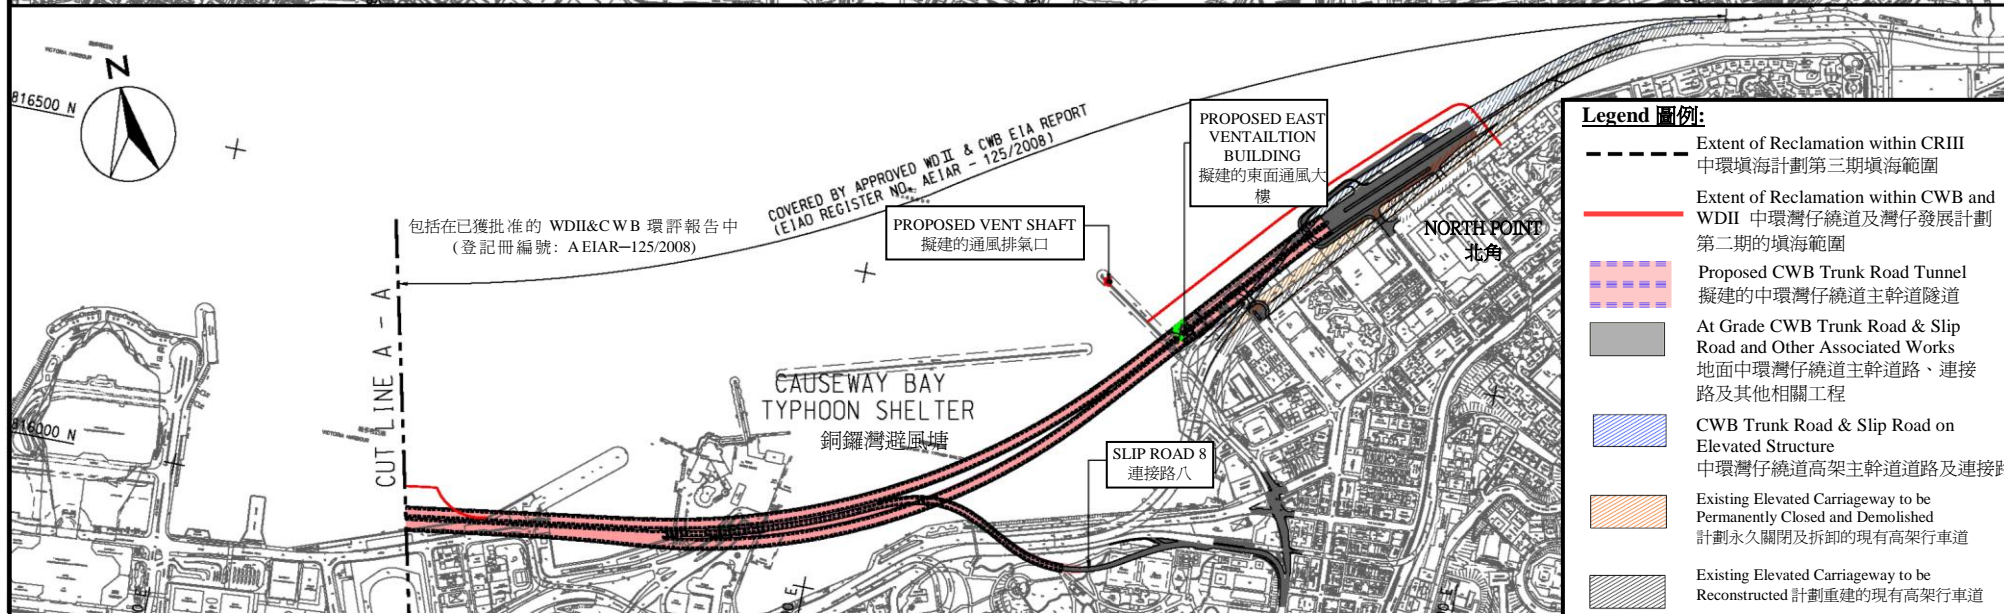 VICTORIA HARBOUR
N
816500 N
包括在已獲批准的 WDII&CWB 環評報告中
(登記冊編號: AEIAR─125/2008)
COVERED BY APPROVED WDII & CWB EIA REPORT
(EIAO REGISTER NO. AEIAR - 125/2008)
PROPOSED EAST
VENTAILTION
BUILDING
擬建的東面通風大
樓
PROPOSED VENT SHAFT
擬建的通風排氣口
NORTH POINT
北角
CUT LINE A - A
CAUSEWAY BAY
TYPHOON SHELTER
銅鑼灣避風塘
816000 N
VICTORIA HARBOUR
SLIP ROAD 8
連接路八
Legend 圖例:
Extent of Reclamation within CRIII
中環填海計劃第三期填海範圍
Extent of Reclamation within CWB and
WDII 中環灣仔繞道及灣仔發展計劃
第二期的填海範圍
Proposed CWB Trunk Road Tunnel
擬建的中環灣仔繞道主幹道隧道
At Grade CWB Trunk Road & Slip
Road and Other Associated Works
地面中環灣仔繞道主幹道路、連接
路及其他相關工程
CWB Trunk Road & Slip Road on
Elevated Structure
中環灣仔繞道高架主幹道道路及連接路
Existing Elevated Carriageway to be
Permanently Closed and Demolished
計劃永久關閉及拆卸的現有高架行車道
Existing Elevated Carriageway to be
Reconstructed 計劃重建的現有高架行車道